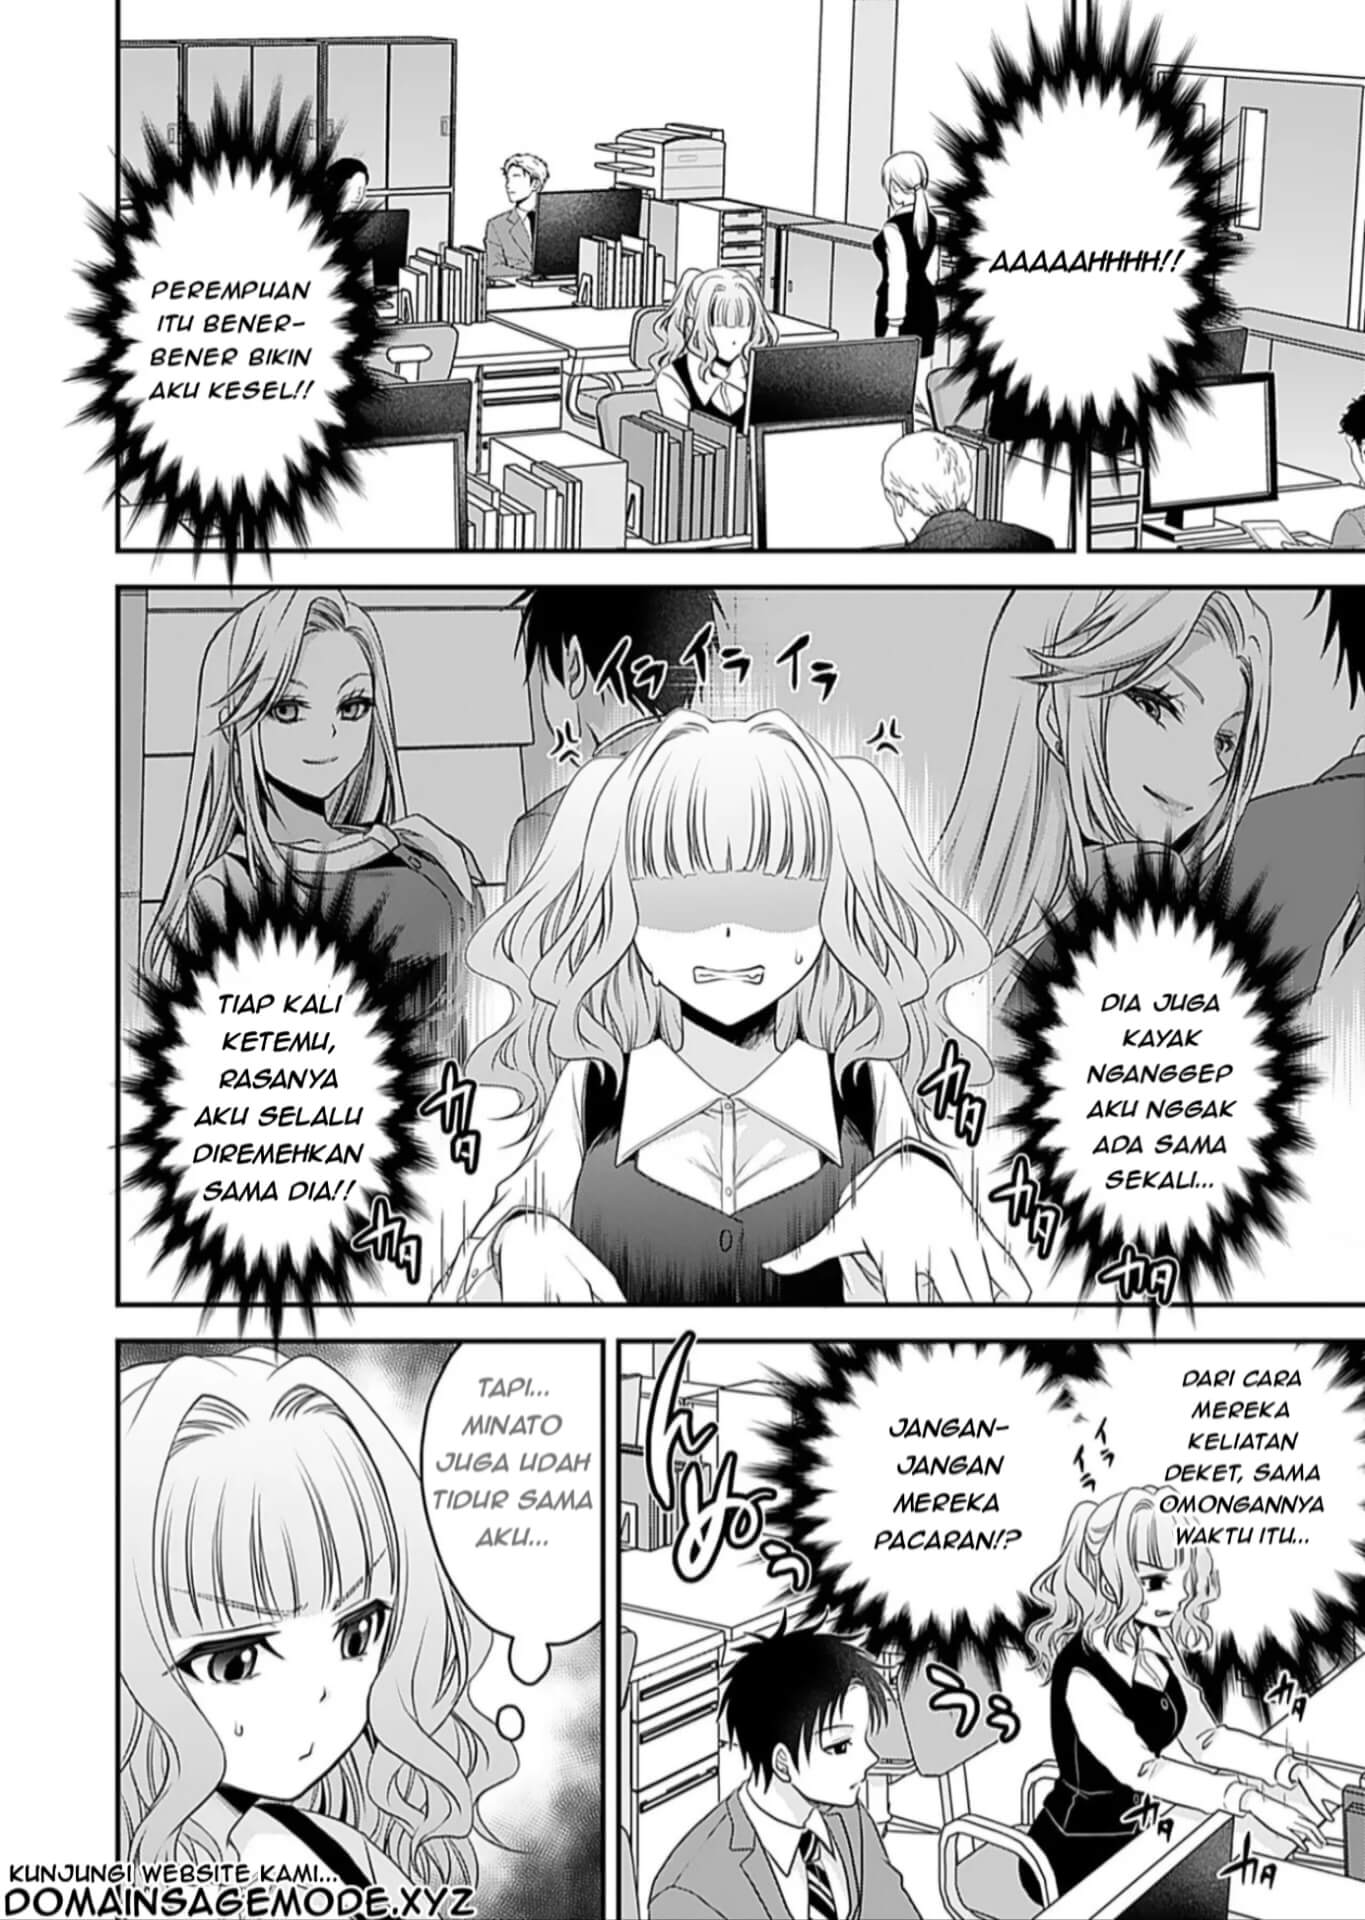 AAAAAHHHH!!
PEREMPUAN
ITU BENER-
BENER BIKIN
AKU KESEL!!
イライライラ
DIA JUGA
KAYAK
NGANGGEP
AKU NGGAK
ADA SAMA
SEKALI...
TIAP KALI
KETEMU,
RASANYA
AKU SELALU
DIREMEHKAN
SAMA DIA!!
カタ
カタ
カタ
カタ
カタ
DARI CARA
MEREKA
KELIATAN
DEKET, SAMA
OMONGANNYA
WAKTU ITU...
JANGAN-
JANGAN
MEREKA
PACARAN!?
イライラ
カタ
カタ
カタ
うぅ
TAPI...
MINATO
JUGA UDAH
TIDUR SAMA
AKU...
KUNJUNGI WEBSITE KAMI...
DOMAINSAGEMODE.XYZ